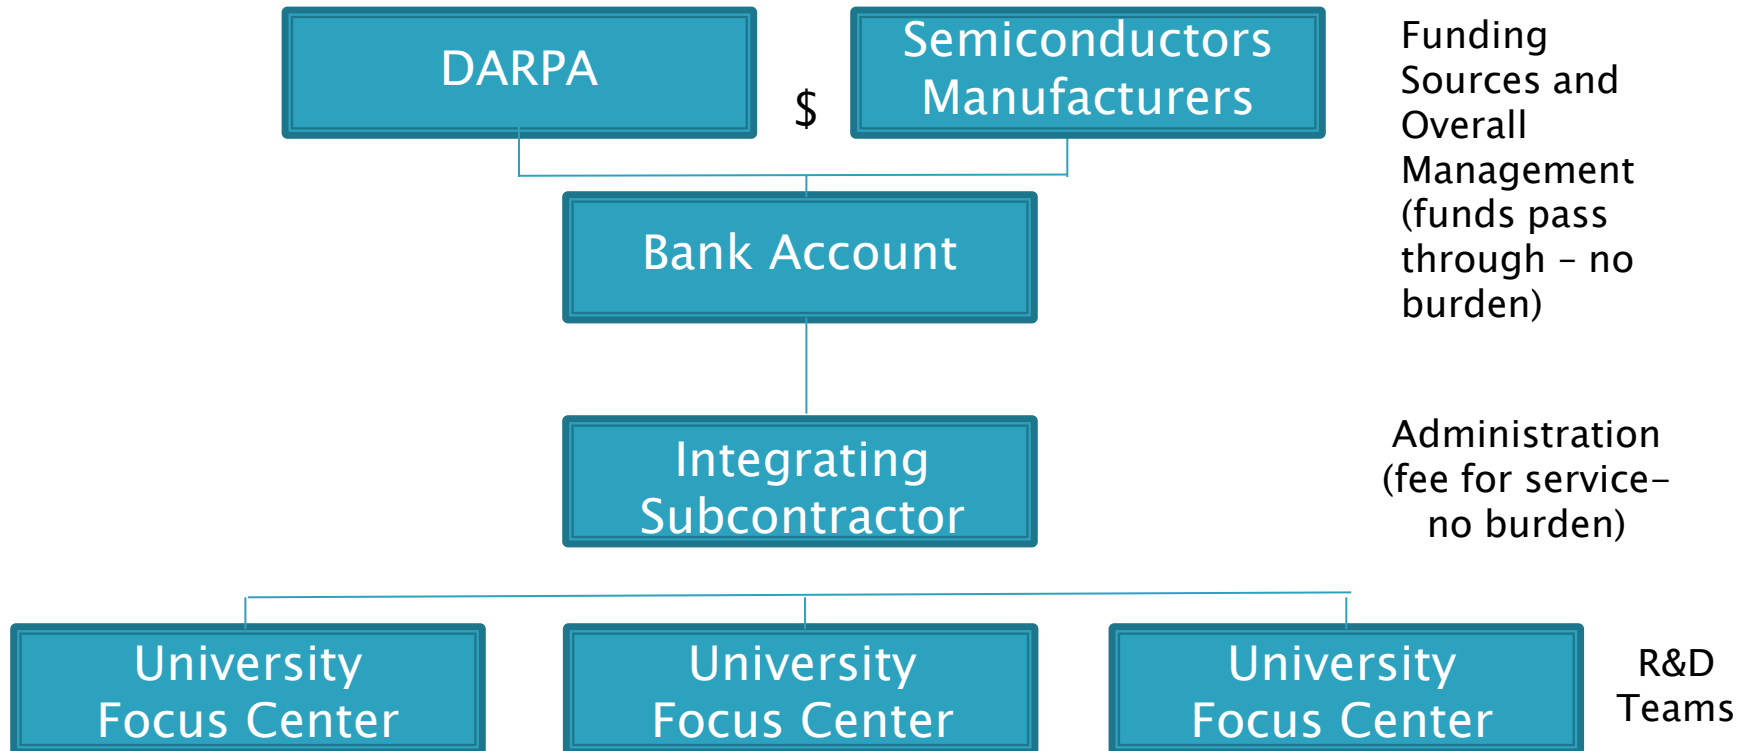 DARPA
$
Semiconductors
Manufacturers
Funding
Sources and
Overall
Management
(funds pass
through – no
burden)
Bank Account
Integrating
Subcontractor
Administration
(fee for service–
no burden)
University
Focus Center
University
Focus Center
University
Focus Center
R&D
Teams